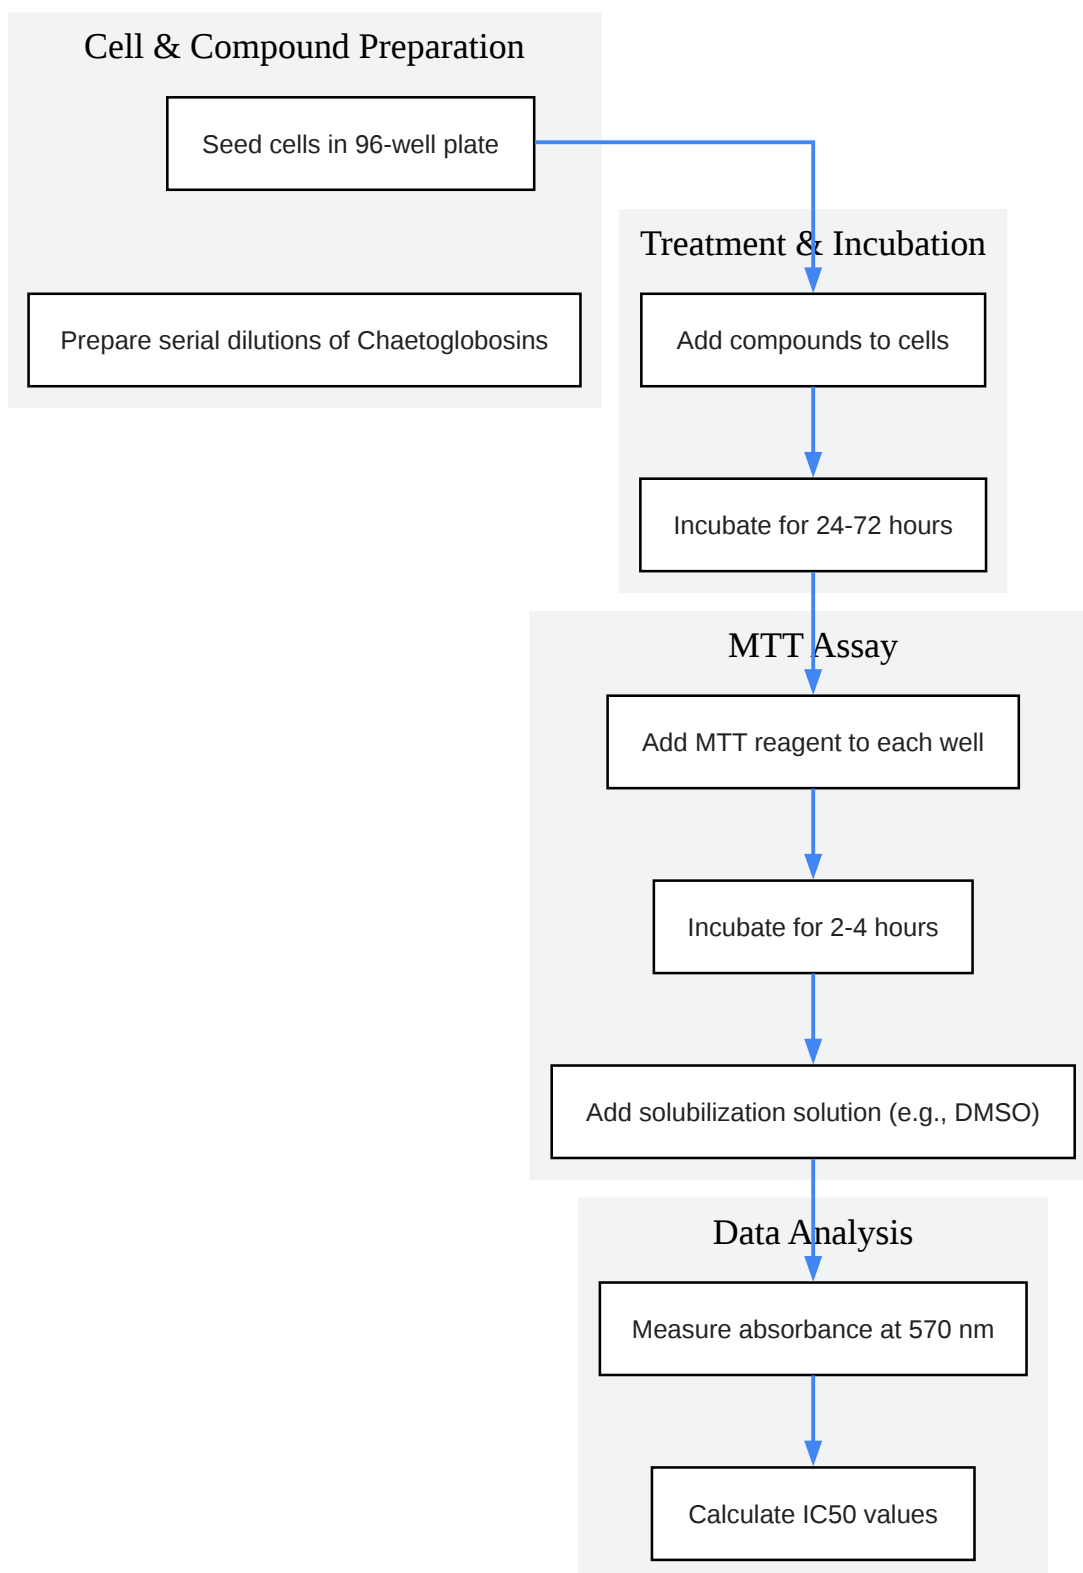 Cell & Compound Preparation
Seed cells in 96-well plate
Prepare serial dilutions of Chaetoglobosins
Treatment & Incubation
Add compounds to cells
Incubate for 24-72 hours
MTT Assay
Add MTT reagent to each well
Incubate for 2-4 hours
Add solubilization solution (e.g., DMSO)
Data Analysis
Measure absorbance at 570 nm
Calculate IC50 values